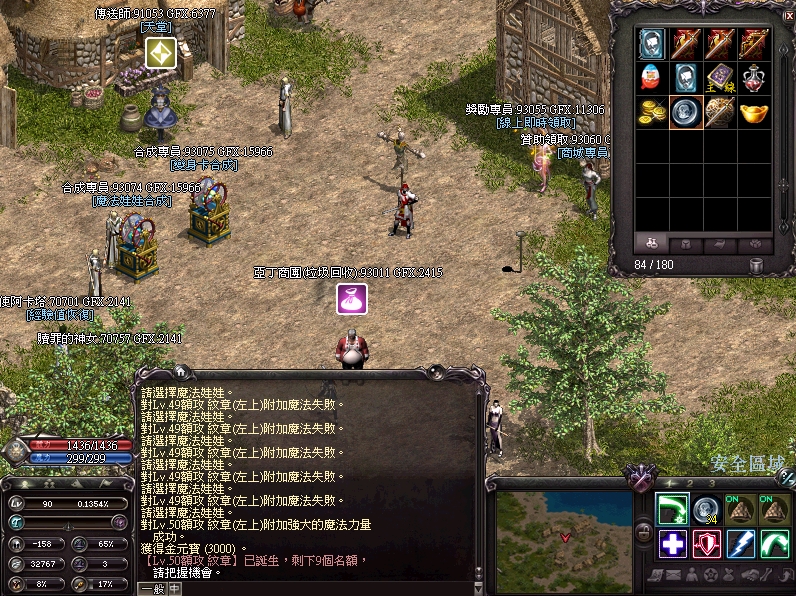 傳送師:91053 GFX:6377
[天堂]
獎勵專員:93055 GFX:11306
[線上即時領取]
贊助領取:93060 G
[商城專員
合成專員:93075 GFX:15966
[變身卡合成]
合成專員:93074 GFX:15966
[魔法娃娃合成]
亞丁商團(垃圾回收):93011 GFX:2415
使阿卡塔:70701 GFX:2141
[經驗值恢復]
贖罪的神女:70757 GFX:2141
84 / 180
請選擇魔法娃娃。
對Lv.49額攻 紋章(左上)附加魔法失敗。
請選擇魔法娃娃。
對Lv.49額攻 紋章(左上)附加魔法失敗。
請選擇魔法娃娃。
對Lv.49額攻 紋章(左上)附加魔法失敗。
請選擇魔法娃娃。
對Lv.49額攻 紋章(左上)附加魔法失敗。
請選擇魔法娃娃。
對Lv.49額攻 紋章(左上)附加魔法失敗。
請選擇魔法娃娃。
對Lv.50額攻 紋章(左上)附加強大的魔法力量
成功。
獲得金元寶 (3000) 。
【Lv.50額攻 紋章】已誕生，剩下9個名額，
請把握機會。
一般 中
1436/1436
299/299
Lv 90 0.1354%
-158 65%
32767 3
8% 17%
安全區域
2 3
24 ON ON